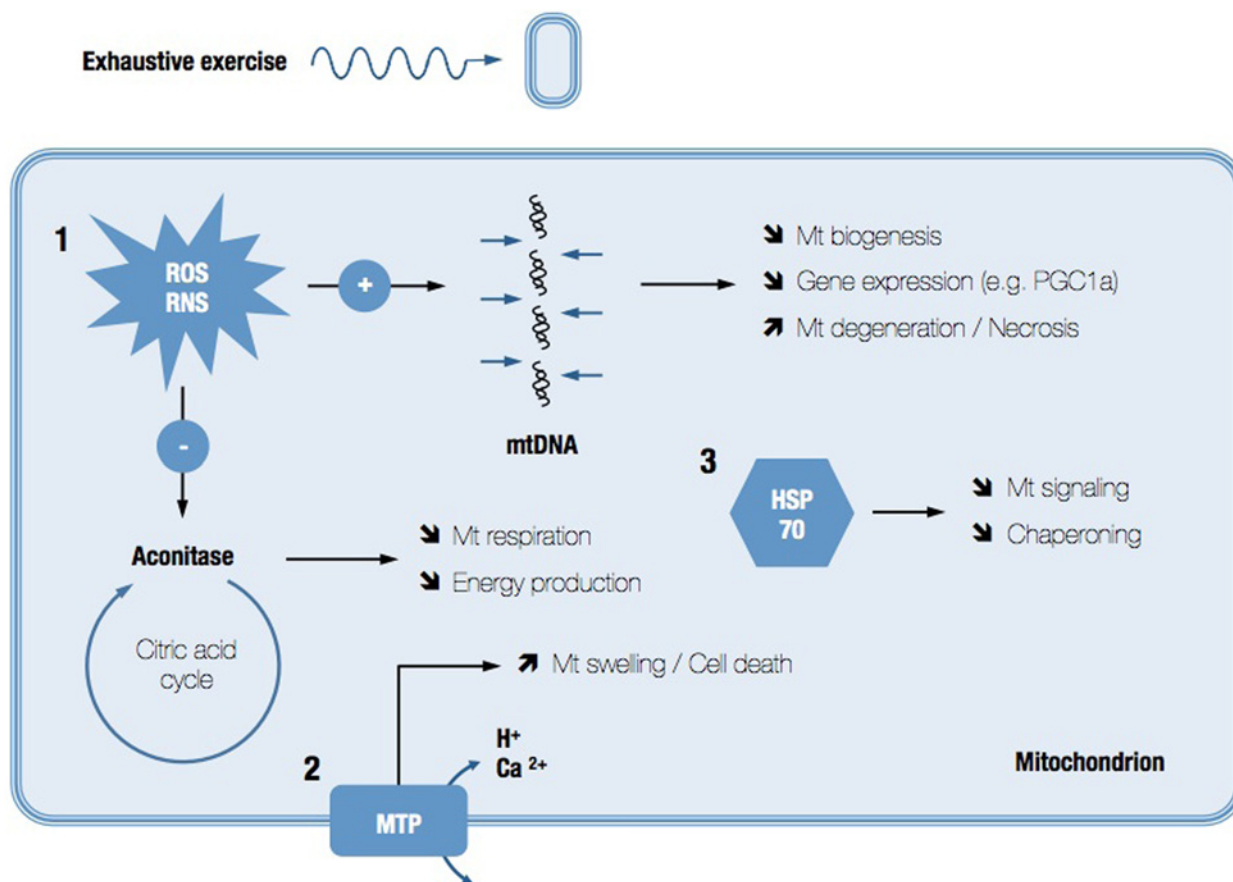 Exhaustive exercise
1
ROS
RNS
+
mtDNA
↘ Mt biogenesis
↘ Gene expression (e.g. PGC1a)
↗ Mt degeneration / Necrosis
-
Aconitase
Citric acid
cycle
↘ Mt respiration
↘ Energy production
3
HSP
70
↘ Mt signaling
↘ Chaperoning
↗ Mt swelling / Cell death
2
MTP
H⁺
Ca ²⁺
Mitochondrion